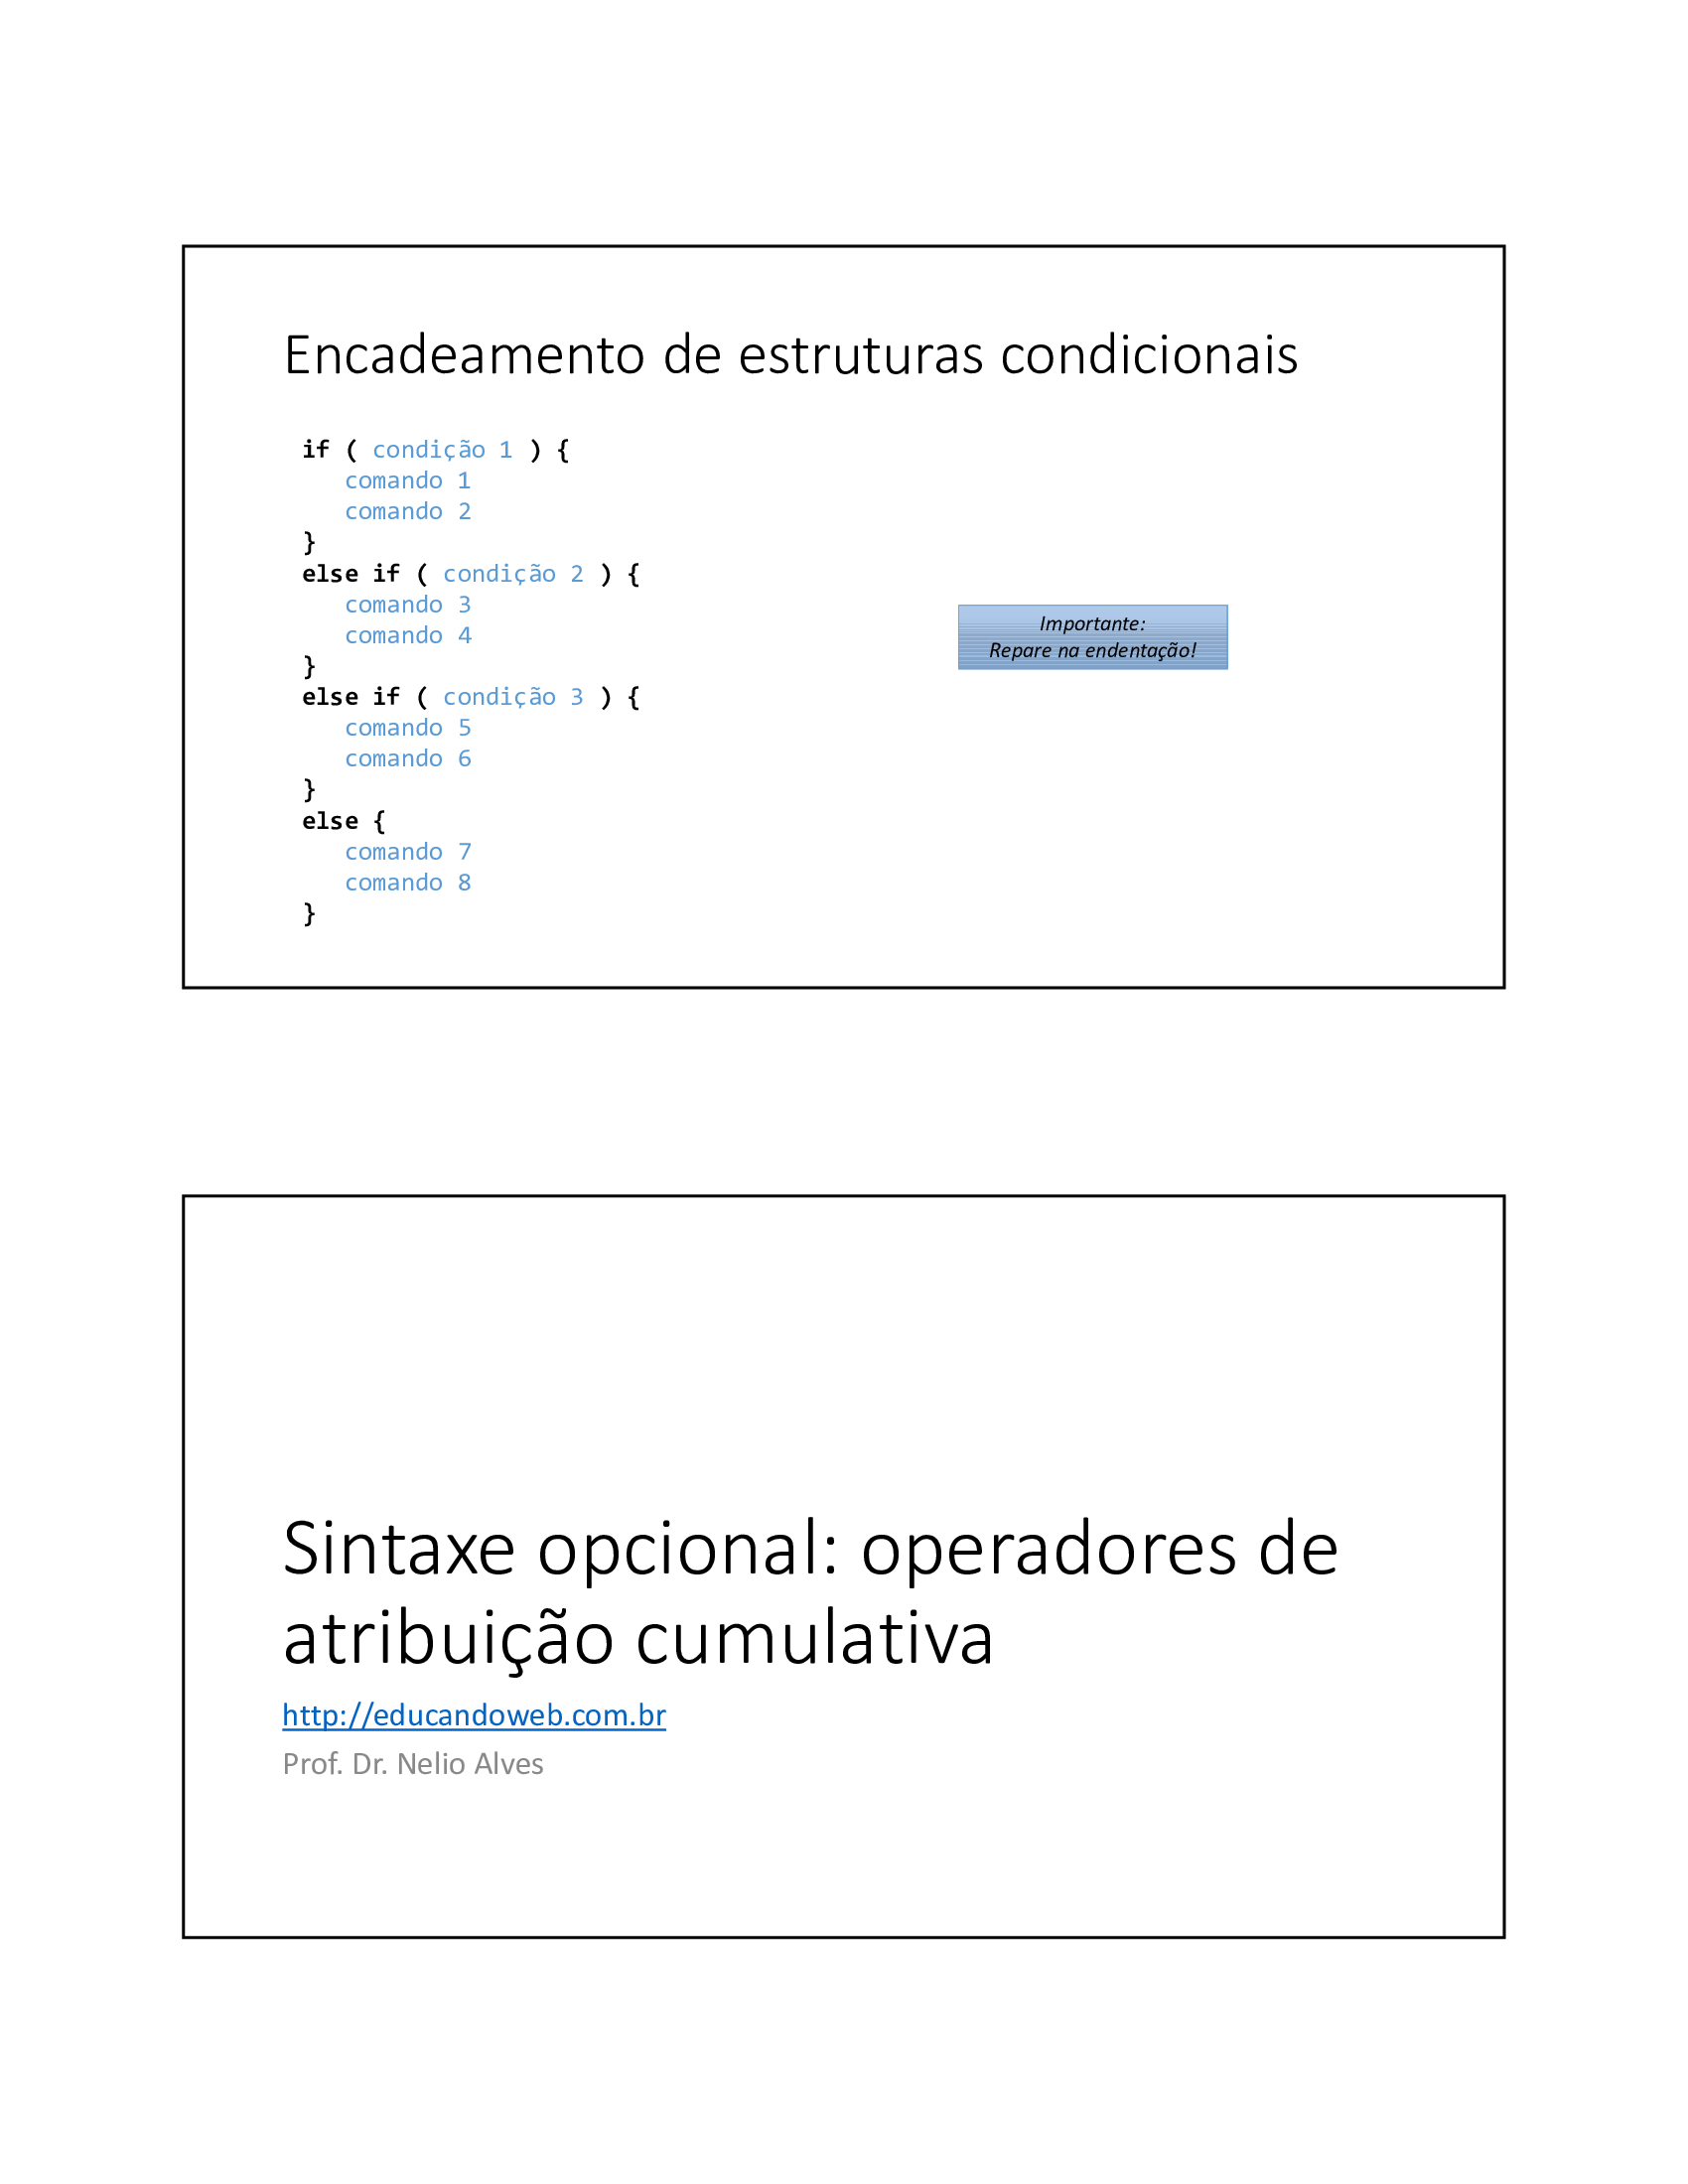 Encadeamento de estruturas condicionais
if ( condição 1 ) {
comando 1
comando 2
}
else if ( condição 2 ) {
comando 3
comando 4
}
else if ( condição 3 ) {
comando 5
comando 6
}
else {
comando 7
comando 8
}
Importante:
Repare na endentação!
Sintaxe opcional: operadores de
atribuição cumulativa
http://educandoweb.com.br
Prof. Dr. Nelio Alves